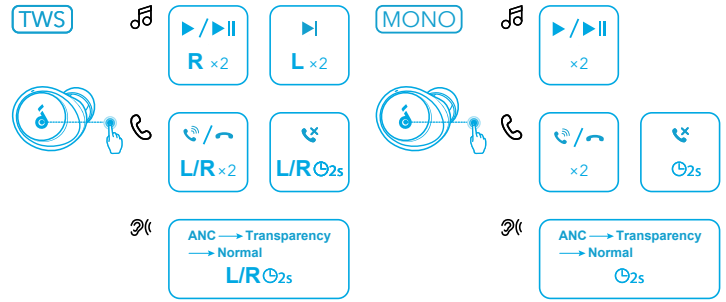 TWS
R ×2
L ×2
L/R ×2
L/R 2s
ANC → Transparency
→ Normal
L/R 2s
MONO
×2
×2
2s
ANC → Transparency
→ Normal
2s